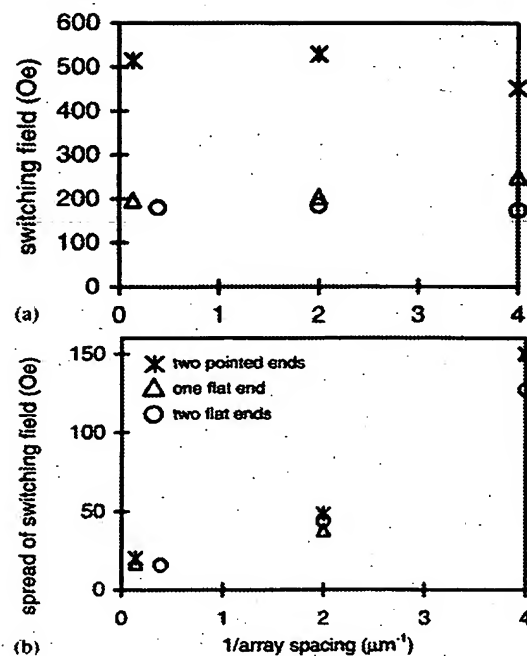 600
500
400
300
200
100
0
switching field (Oe)
0 1 2 3 4
(a)
150
100
50
0
spread of switching field (Oe)
two pointed ends
one flat end
two flat ends
0 1 2 3 4
1/array spacing (μm⁻¹)
(b)